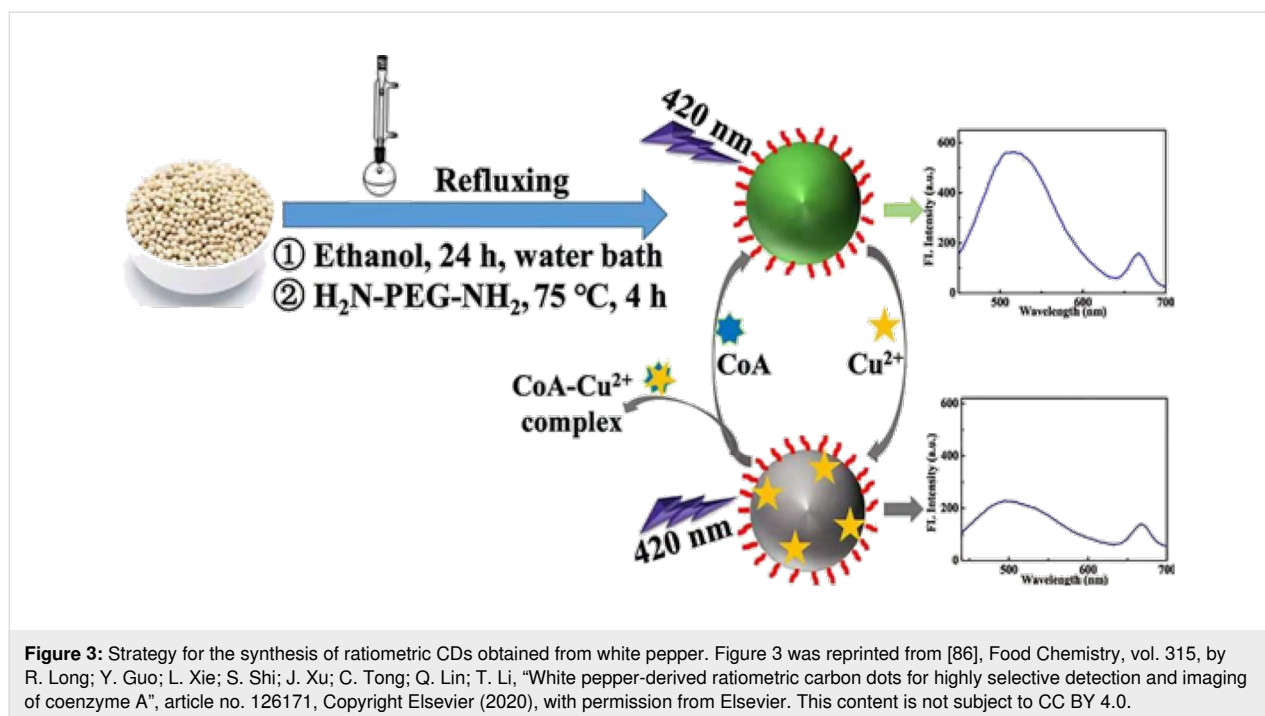 Refluxing
① Ethanol, 24 h, water bath
② H₂N-PEG-NH₂, 75 °C, 4 h
420 nm
CoA
Cu²⁺
CoA-Cu²⁺
complex
420 nm
FL Intensity (a.u.)
600
400
200
0
500
600
700
Wavelength (nm)
FL Intensity (a.u.)
600
400
200
0
500
600
700
Wavelength (nm)
Figure 3: Strategy for the synthesis of ratiometric CDs obtained from white pepper. Figure 3 was reprinted from [86], Food Chemistry, vol. 315, by
R. Long; Y. Guo; L. Xie; S. Shi; J. Xu; C. Tong; Q. Lin; T. Li, “White pepper-derived ratiometric carbon dots for highly selective detection and imaging
of coenzyme A”, article no. 126171, Copyright Elsevier (2020), with permission from Elsevier. This content is not subject to CC BY 4.0.